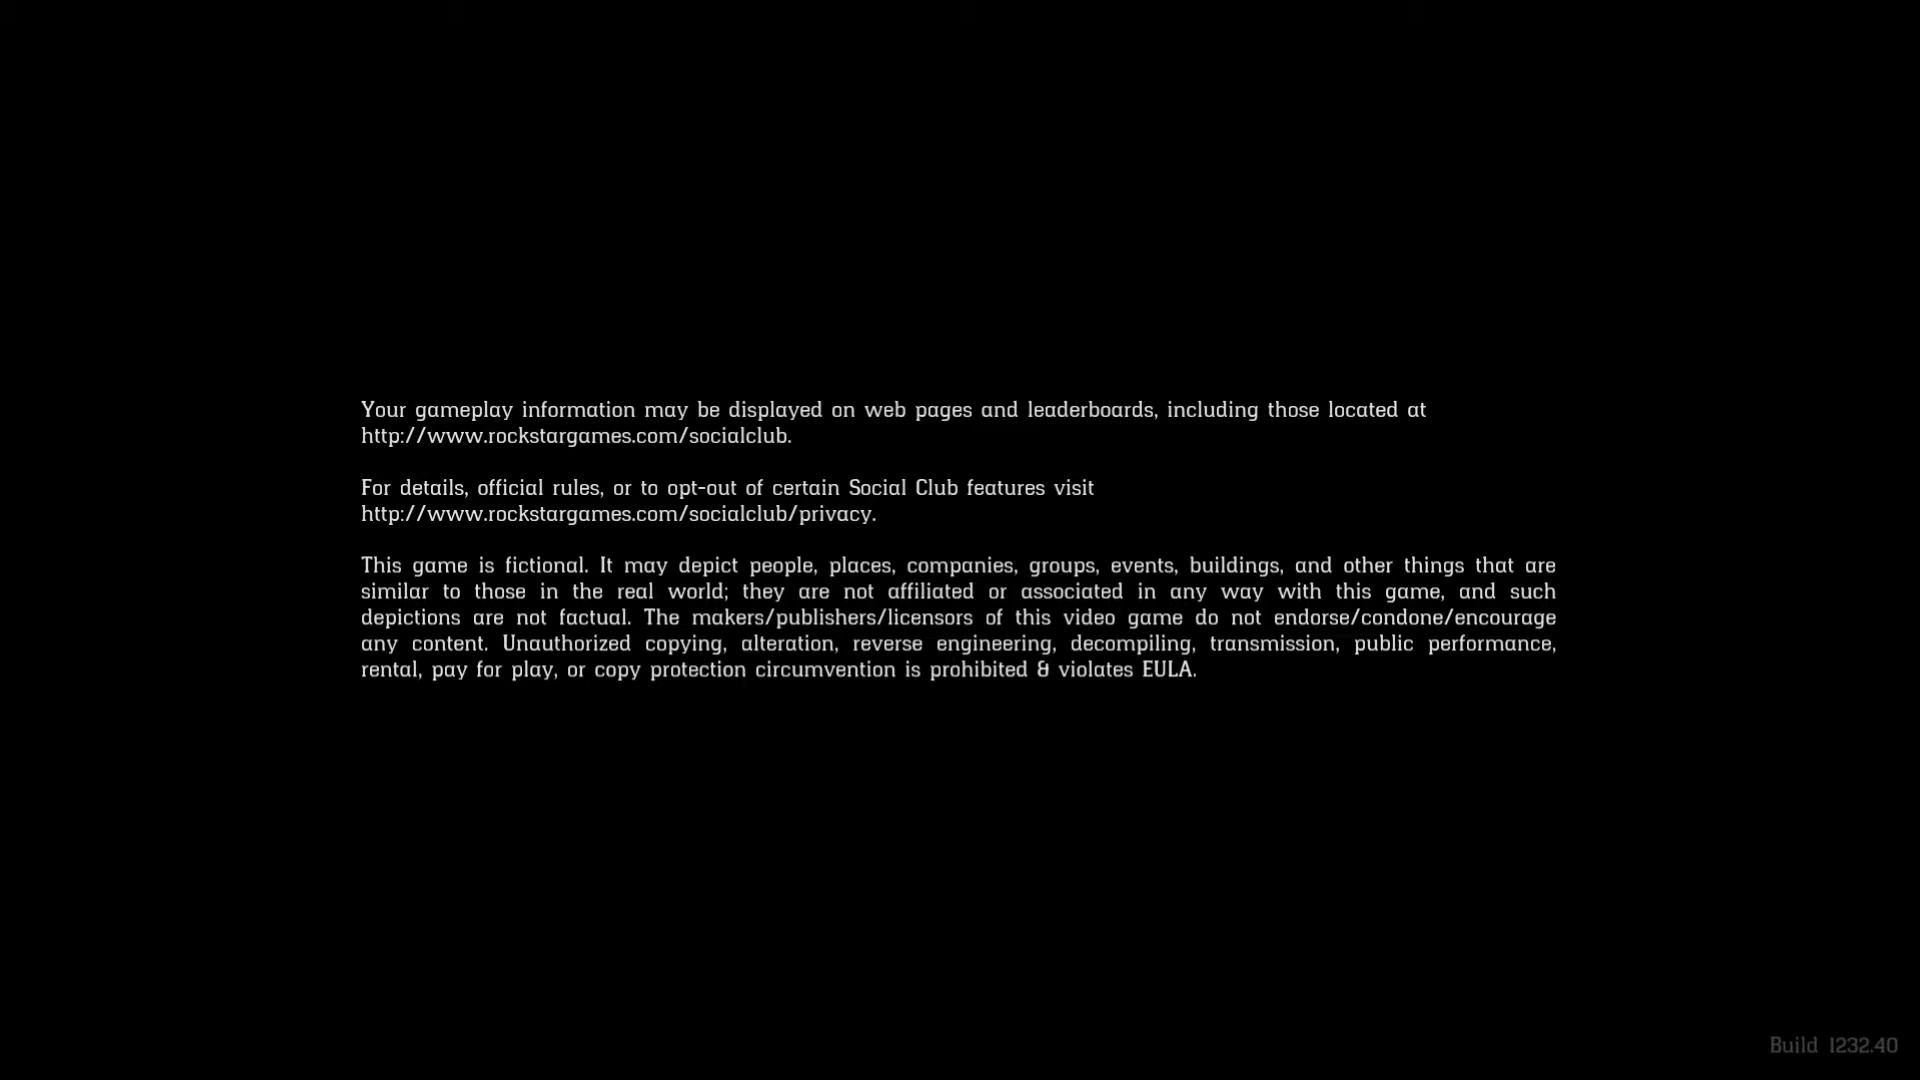 Your gameplay information may be displayed on web pages and leaderboards, including those located at
http://www.rockstargames.com/socialclub.
For details, official rules, or to opt-out of certain Social Club features visit
http://www.rockstargames.com/socialclub/privacy.
This game is fictional. It may depict people, places, companies, groups, events, buildings, and other things that are
similar to those in the real world; they are not affiliated or associated in any way with this game, and such
depictions are not factual. The makers/publishers/licensors of this video game do not endorse/condone/encourage
any content. Unauthorized copying, alteration, reverse engineering, decompiling, transmission, public performance,
rental, pay for play, or copy protection circumvention is prohibited & violates EULA.
Build 1232.40